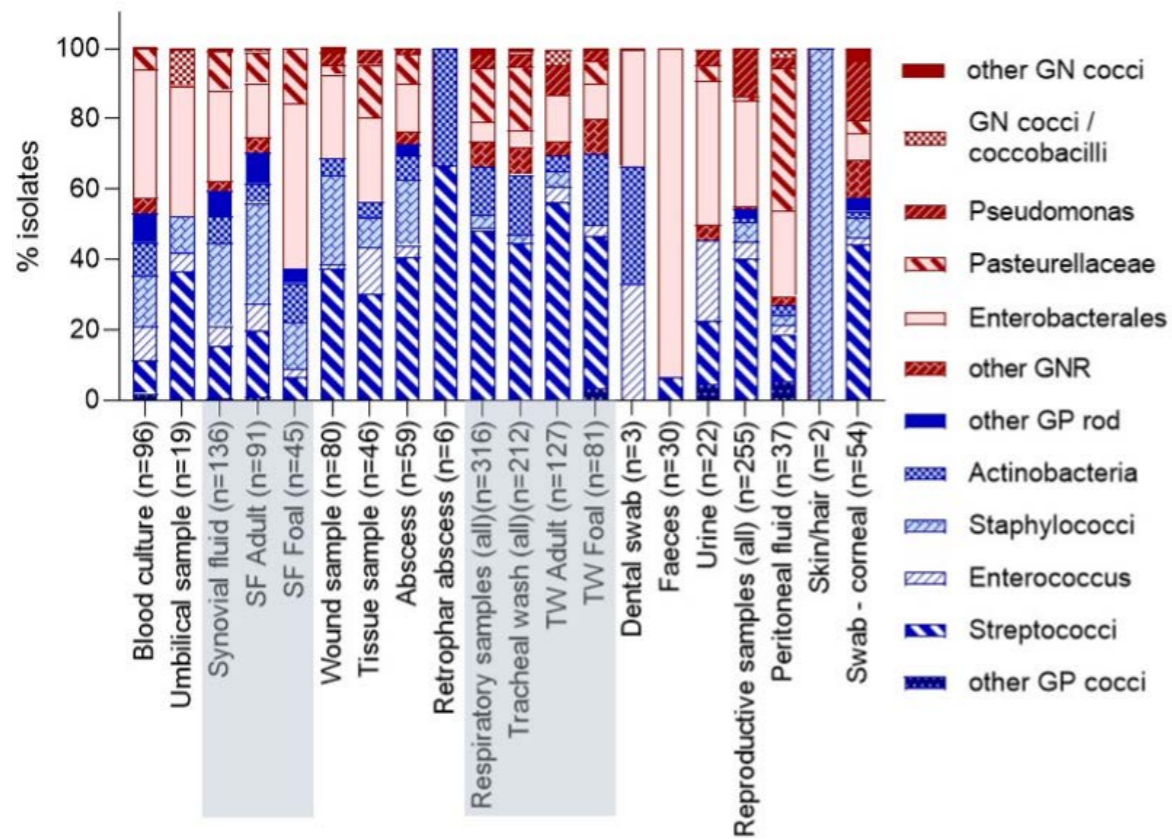 % isolates
100
80
60
40
20
0
Blood culture (n=96)
Umbilical sample (n=19)
Synovial fluid (n=136)
SF Adult (n=91)
SF Foal (n=45)
Wound sample (n=80)
Tissue sample (n=46)
Abscess (n=59)
Retrophar abscess (n=6)
Respiratory samples (all)(n=316)
Tracheal wash (all)(n=212)
TW Adult (n=127)
TW Foal (n=81)
Dental swab (n=3)
Faeces (n=30)
Urine (n=22)
Reproductive samples (all) (n=255)
Peritoneal fluid (n=37)
Skin/hair (n=2)
Swab - corneal (n=54)
other GN cocci
GN cocci /
coccobacilli
Pseudomonas
Pasteurellaceae
Enterobacterales
other GNR
other GP rod
Actinobacteria
Staphylococci
Enterococcus
Streptococci
other GP cocci